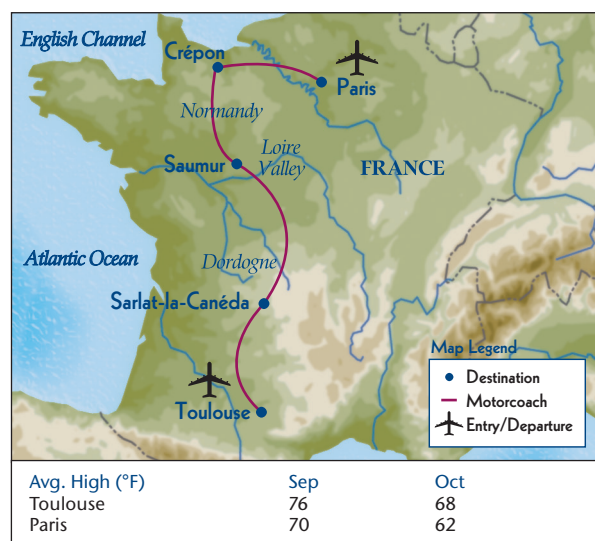 English Channel
Crépon
Paris
Normandy
Loire
Valley
Saumur
FRANCE
Atlantic Ocean
Dordogne
Sarlat-la-Canéda
Toulouse
Map Legend
Destination
Motorcoach
Entry/Departure
Avg. High (°F) Sep Oct
Toulouse 76 68
Paris 70 62